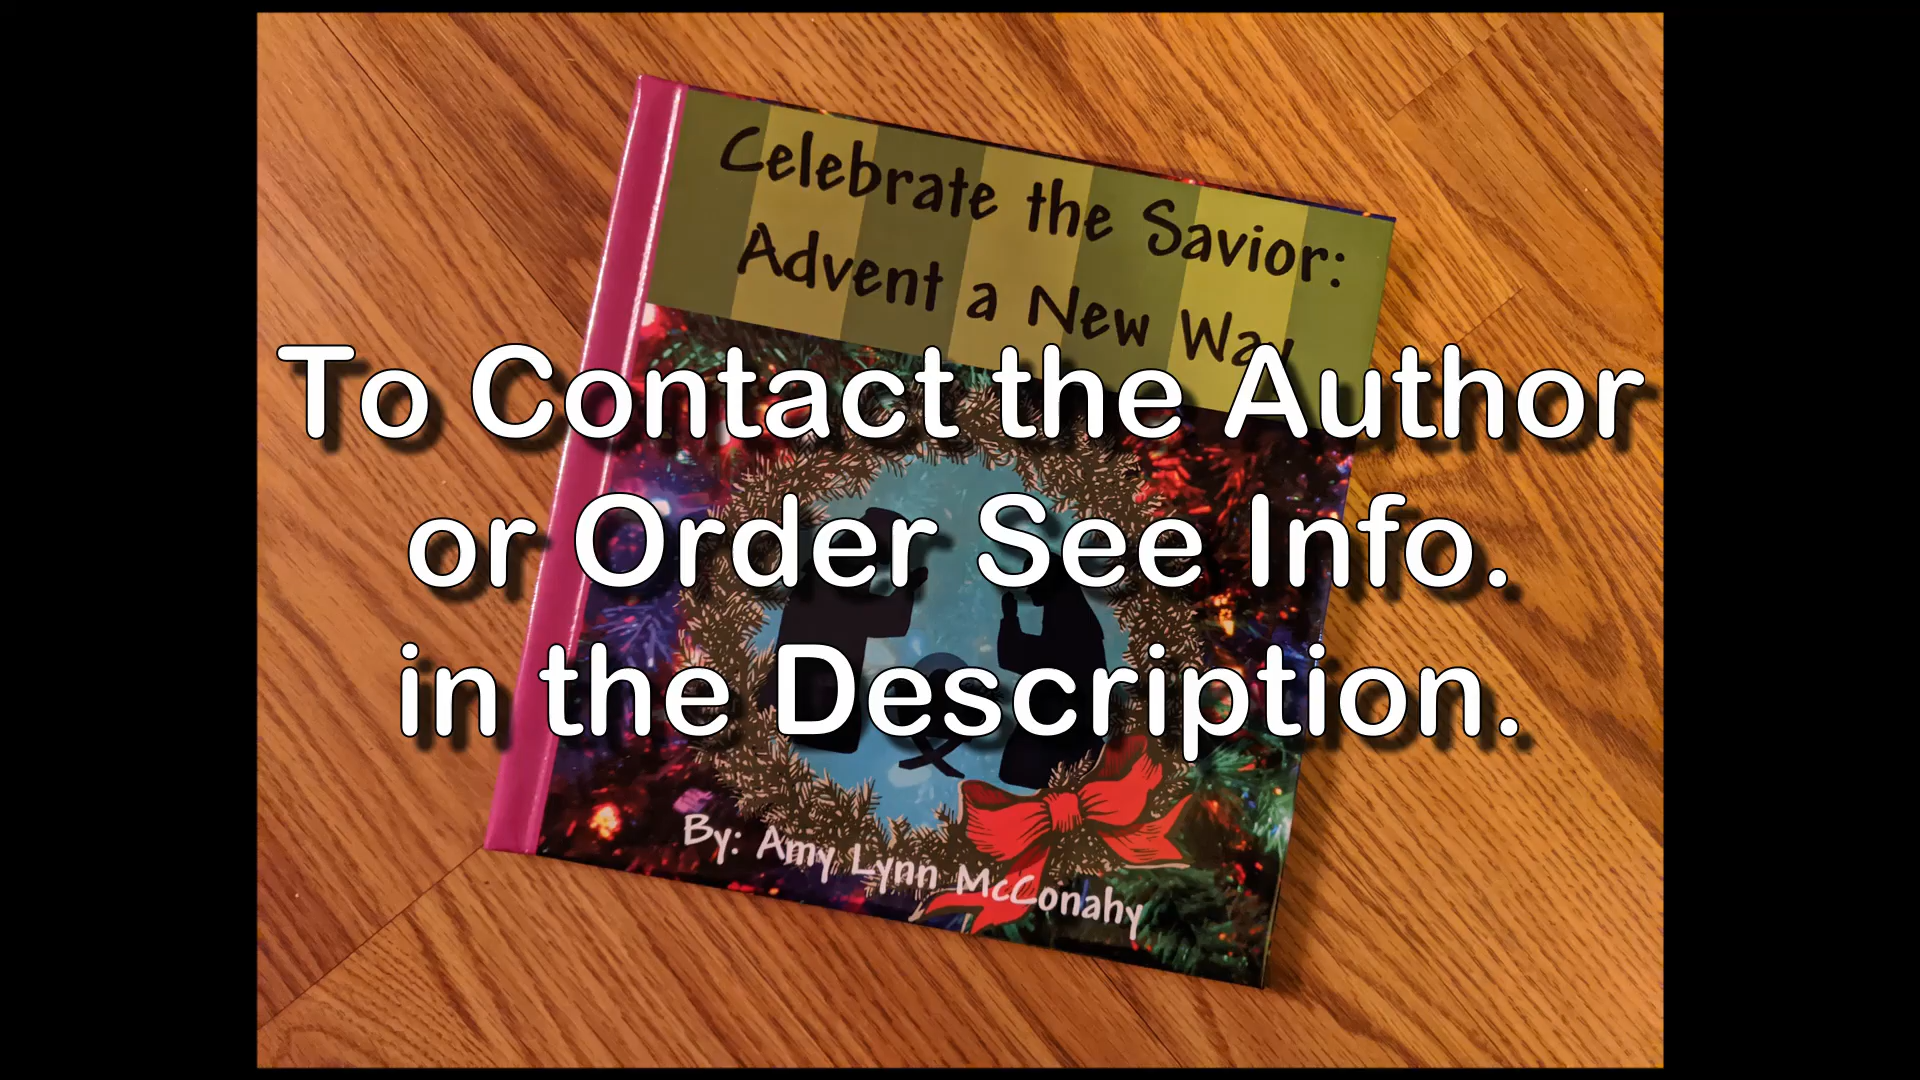 Celebrate the Savior:
Advent a New Way
To Contact the Author
or Order See Info.
in the Description.
By: Amy Lynn McConahy